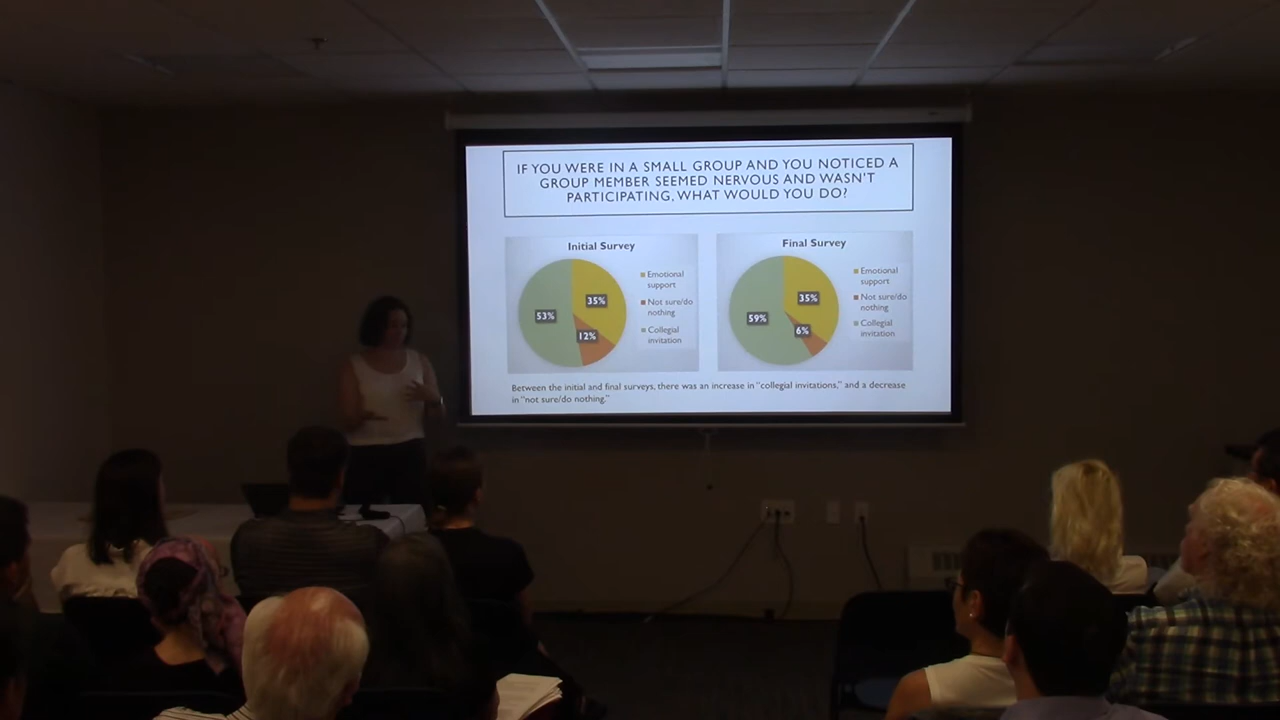 IF YOU WERE IN A SMALL GROUP AND YOU NOTICED A
GROUP MEMBER SEEMED NERVOUS AND WASN'T
PARTICIPATING, WHAT WOULD YOU DO?
Initial Survey
35%
53%
12%
Emotional
support
Not sure/do
nothing
Collegial
invitation
Final Survey
35%
59%
6%
Emotional
support
Not sure/do
nothing
Collegial
invitation
Between the initial and final surveys, there was an increase in "collegial invitations," and a decrease
in "not sure/do nothing."